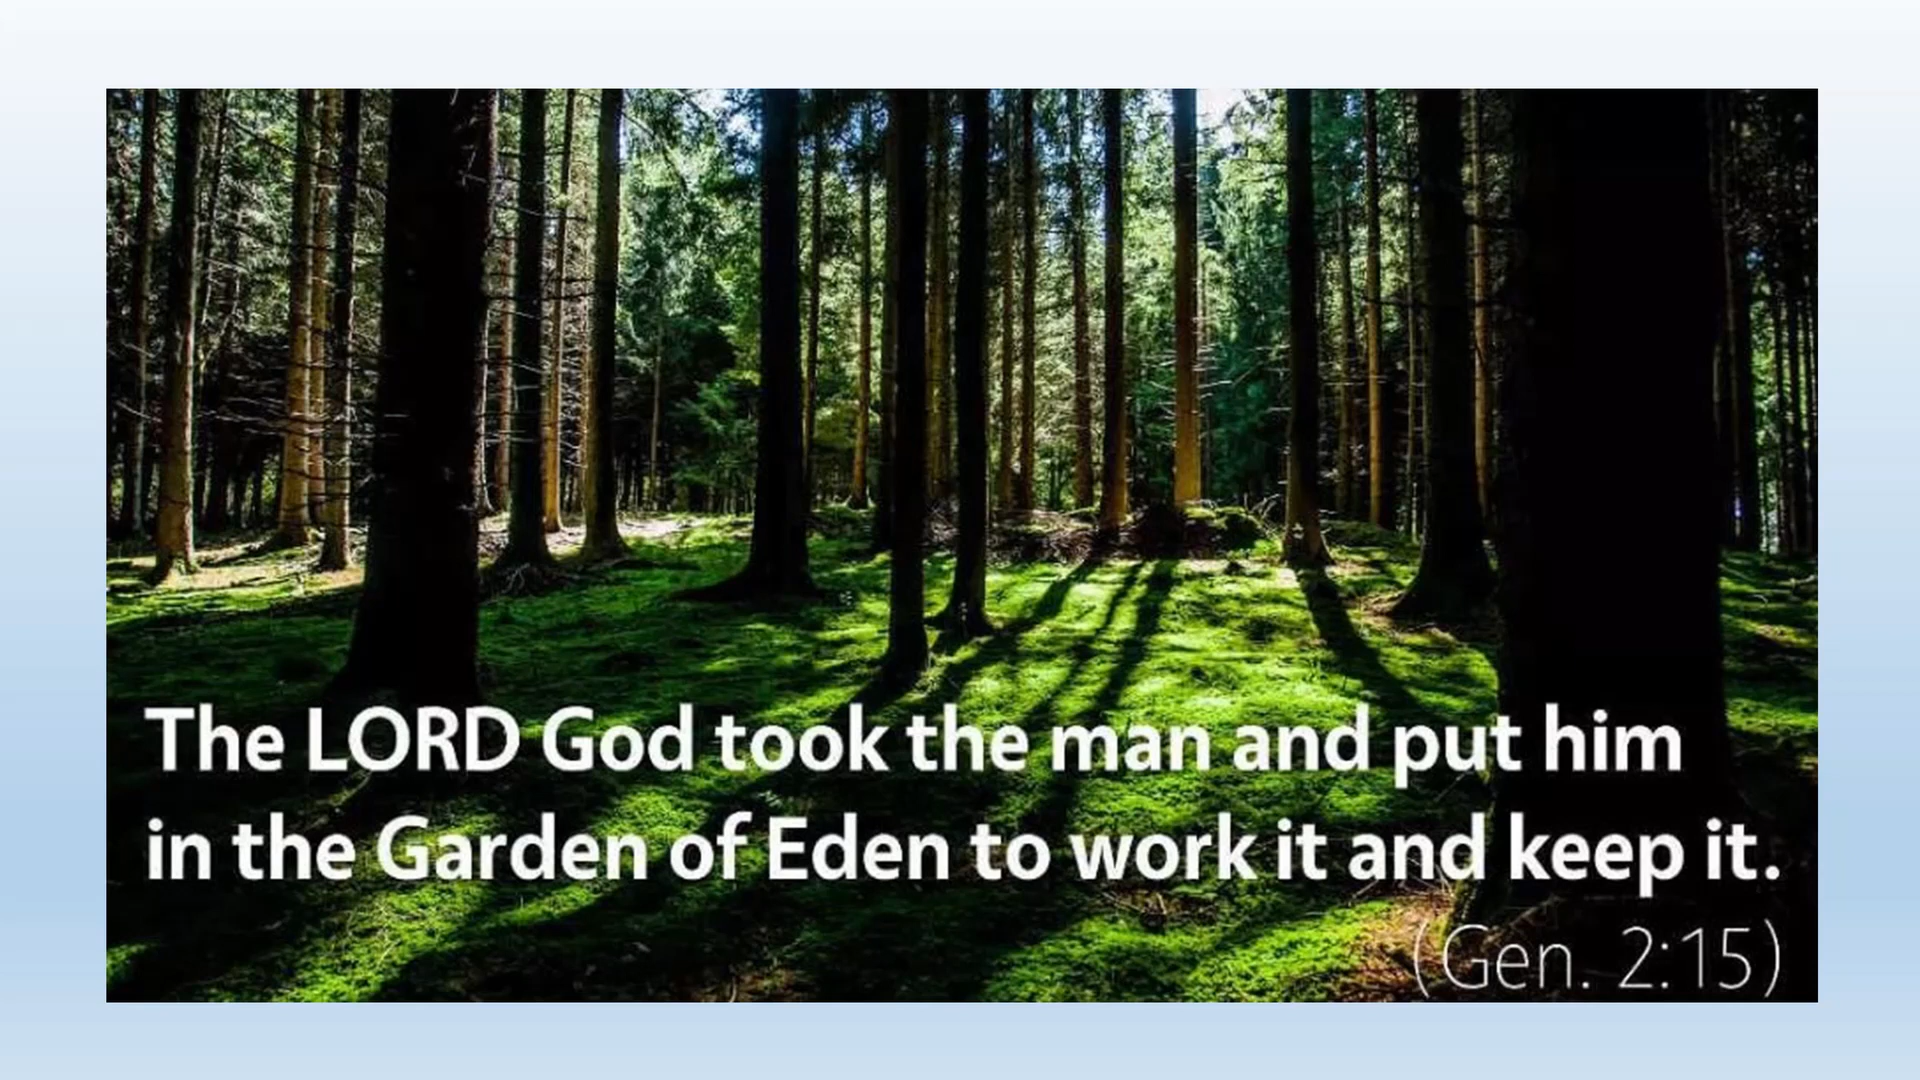 The LORD God took the man and put him
in the Garden of Eden to work it and keep it.
(Gen. 2:15)